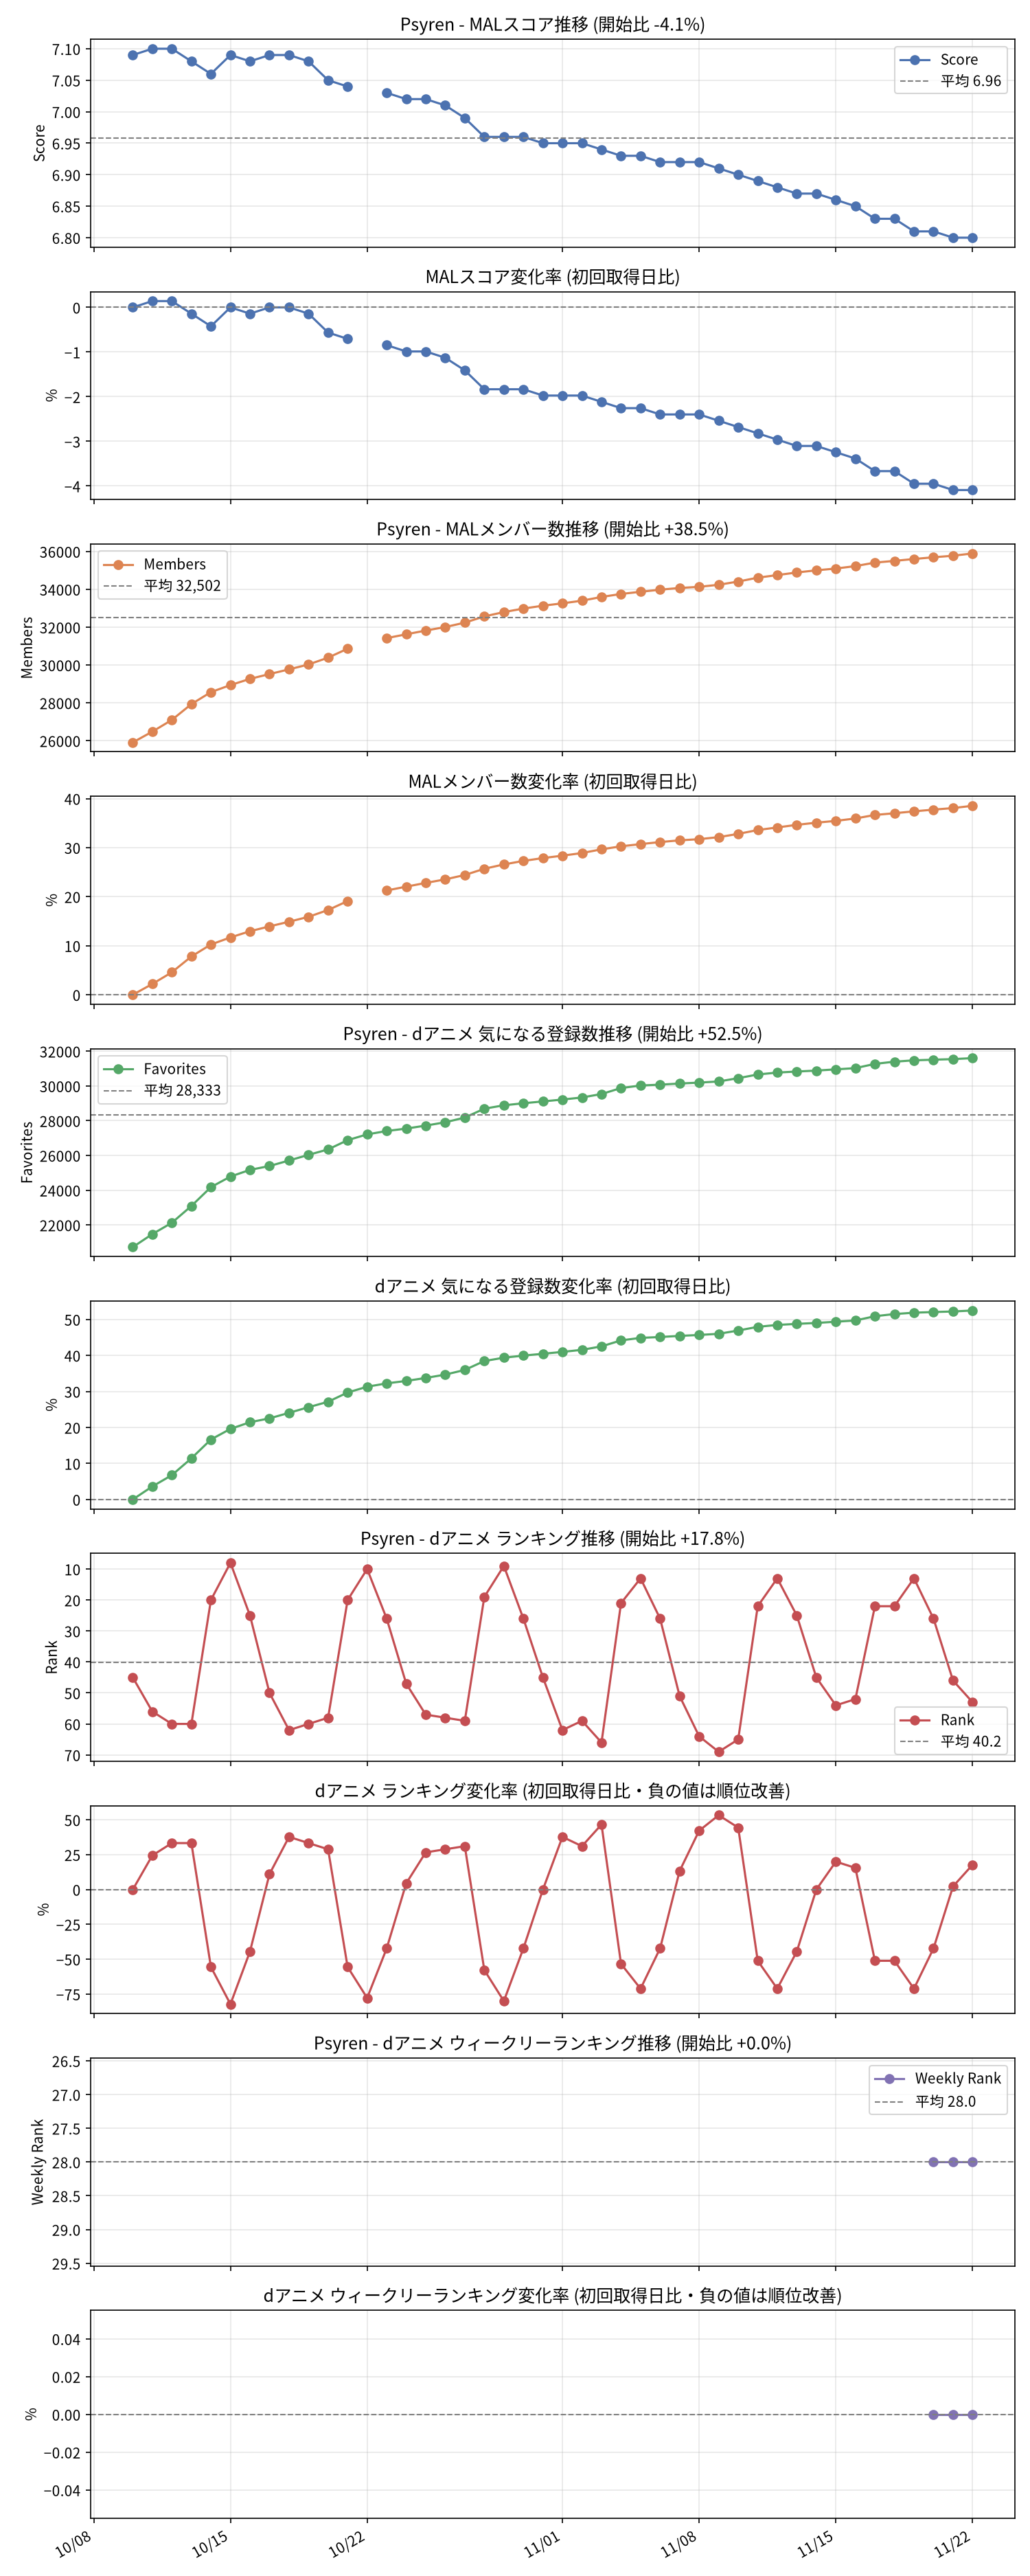 Psyren - MALスコア推移 (開始比 -4.1%)
7.10
7.05
7.00
6.95
6.90
6.85
6.80
Score
Score
平均 6.96
MALスコア変化率 (初回取得日比)
0
−1
−2
−3
−4
%
Psyren - MALメンバー数推移 (開始比 +38.5%)
36000
34000
32000
30000
28000
26000
Members
Members
平均 32,502
MALメンバー数変化率 (初回取得日比)
40
30
20
10
0
%
Psyren - dアニメ 気になる登録数推移 (開始比 +52.5%)
32000
30000
28000
26000
24000
22000
Favorites
Favorites
平均 28,333
dアニメ 気になる登録数変化率 (初回取得日比)
50
40
30
20
10
0
%
Psyren - dアニメ ランキング推移 (開始比 +17.8%)
10
20
30
40
50
60
70
Rank
Rank
平均 40.2
dアニメ ランキング変化率 (初回取得日比・負の値は順位改善)
50
25
0
−25
−50
−75
%
Psyren - dアニメ ウィークリーランキング推移 (開始比 +0.0%)
26.5
27.0
27.5
28.0
28.5
29.0
29.5
Weekly Rank
Weekly Rank
平均 28.0
dアニメ ウィークリーランキング変化率 (初回取得日比・負の値は順位改善)
0.04
0.02
0.00
−0.02
−0.04
%
10/08
10/15
10/22
11/01
11/08
11/15
11/22